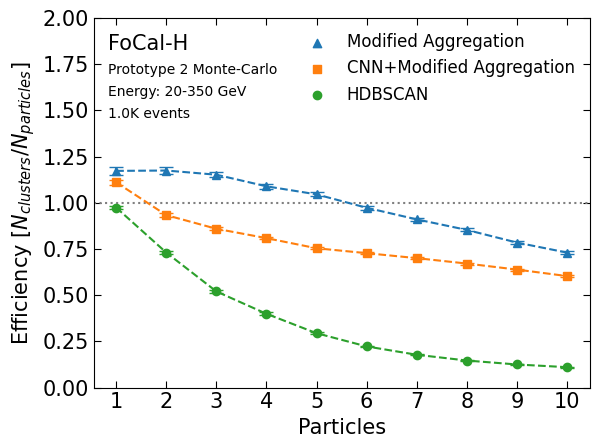 FoCal-H
Prototype 2 Monte-Carlo
Energy: 20-350 GeV
1.0K events
Modified Aggregation
CNN+Modified Aggregation
HDBSCAN
Efficiency [N_clusters/N_particles]
2.00
1.75
1.50
1.25
1.00
0.75
0.50
0.25
0.00
1 2 3 4 5 6 7 8 9 10
Particles